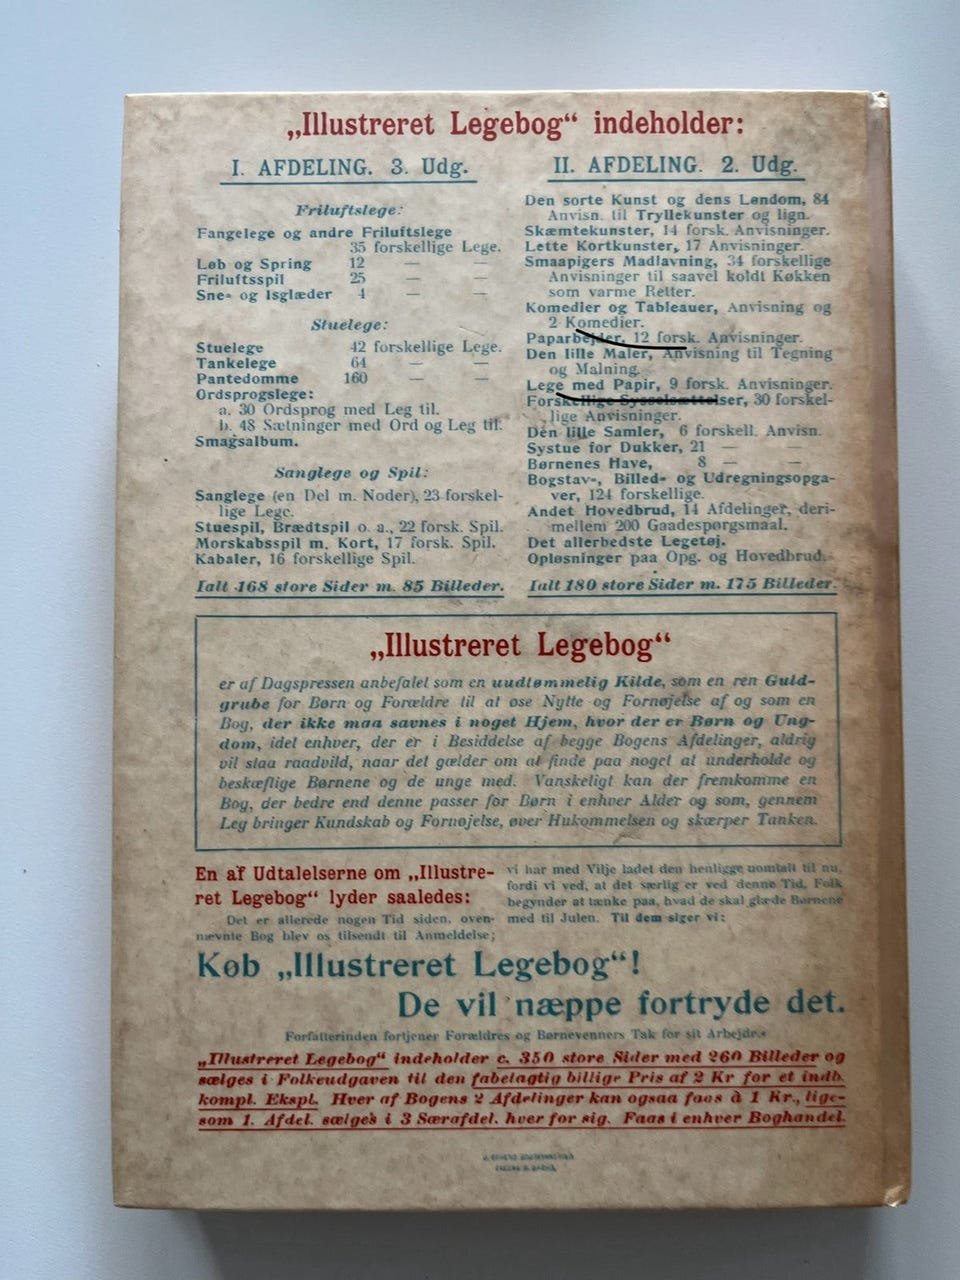 „Illustreret Legebog“ indeholder:
I. AFDELING. 3. Udg.
Friluftslege:
Fangelege og andre Friluftslege
35 forskellige Lege.
Løb og Spring 12 — —
Friluftsspil 25 — —
Sne- og Isglæder 4 — —
Stuelege:
Stuelege 42 forskellige Lege.
Tankelege 64 — —
Pantedomme 160 — —
Ordsprogslege:
a. 30 Ordsprog med Leg til.
b. 48 Sætninger med Ord og Leg til.
Smagsalbum.
Sanglege og Spil:
Sanglege (en Del m. Noder), 23 forskel-
lige Lege.
Stuespil, Brædtspil o. a., 22 forsk. Spil.
Morskabsspil m. Kort, 17 forsk. Spil.
Kabaler, 16 forskellige Spil.
Ialt 168 store Sider m. 85 Billeder.
II. AFDELING. 2. Udg.
Den sorte Kunst og dens Løndom, 84
Anvisn. til Tryllekunster og lign.
Skæmtekunster, 14 forsk. Anvisninger.
Lette Kortkunster, 17 Anvisninger.
Smaapigers Madlavning, 34 forskellige
Anvisninger til saavel koldt Køkken
som varme Retter.
Komedier og Tableauer, Anvisning og
2 Komedier.
Paparbejder, 12 forsk. Anvisninger.
Den lille Maler, Anvisning til Tegning
og Malning.
Lege med Papir, 9 forsk. Anvisninger.
Forskellige Sysselsættelser, 30 forskel-
lige Anvisninger.
Den lille Samler, 6 forskell. Anvisn.
Systue for Dukker, 21 — —
Børnenes Have, 8 — —
Bogstav-, Billed- og Udregningsopga-
ver, 124 forskellige.
Andet Hovedbrud, 14 Afdelinger, deri-
mellem 200 Gaadespørgsmaal.
Det allerbedste Legetøj.
Opløsninger paa Opg. og Hovedbrud.
Ialt 180 store Sider m. 175 Billeder.
„Illustreret Legebog“
er af Dagspressen anbefalet som en uudtømmelig Kilde, som en ren Guld-
grube for Børn og Forældre til at øse Nytte og Fornøjelse af og som en
Bog, der ikke maa savnes i noget Hjem, hvor der er Børn og Ung-
dom, idet enhver, der er i Besiddelse af begge Bogens Afdelinger, aldrig
vil staa raadvild, naar det gælder om at finde paa noget at underholde og
beskæftige Børnene og de unge med. Vanskeligt kan der fremkomme en
Bog, der bedre end denne passer for Børn i enhver Alder og som, gennem
Leg bringer Kundskab og Fornøjelse, øver Hukommelsen og skærper Tanken.
En af Udtalelserne om „Illustre-
ret Legebog“ lyder saaledes:
Det er allerede nogen Tid siden, oven-
nævnte Bog blev os tilsendt til Anmeldelse;
vi har med Vilje ladet den henligge uomtalt til nu,
fordi vi ved, at det særlig er ved denne Tid, Folk
begynder at tænke paa, hvad de skal glæde Børnene
med til Julen. Til dem siger vi:
Køb „Illustreret Legebog“!
De vil næppe fortryde det.
Forfatterinden fortjener Forældres og Børnevenners Tak for sit Arbejde.«
„Illustreret Legebog“ indeholder c. 350 store Sider med 260 Billeder og
sælges i Folkeudgaven til den fabelagtig billige Pris af 2 Kr for et indb.
kompl. Ekspl. Hver af Bogens 2 Afdelinger kan ogsaa faas à 1 Kr., lige-
som 1. Afdel. sælges i 3 Særafdel. hver for sig. Faas i enhver Boghandel.